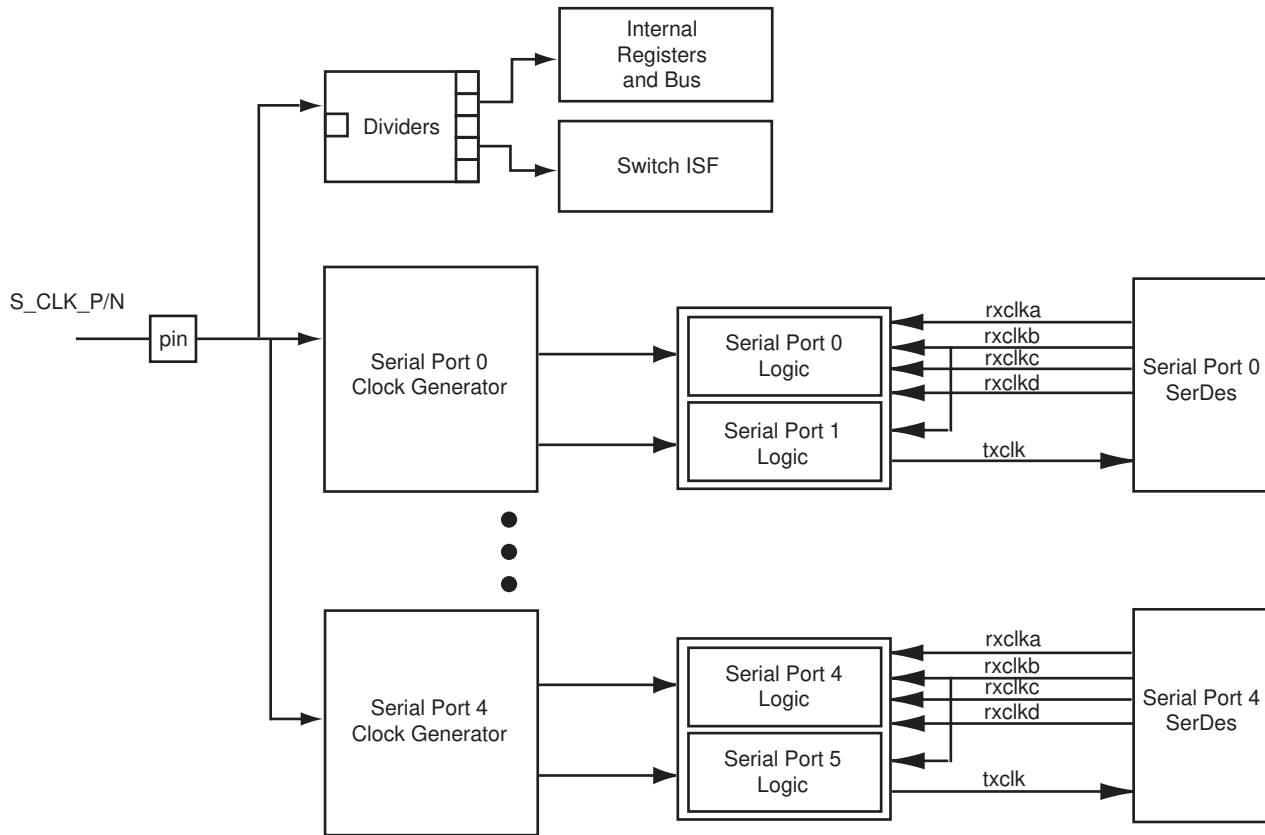 Internal
Registers
and Bus
Dividers
Switch ISF
S_CLK_P/N
pin
Serial Port 0
Clock Generator
Serial Port 0
Logic
Serial Port 1
Logic
rxclka
rxclkb
rxclkc
rxclkd
txclk
Serial Port 0
SerDes
Serial Port 4
Clock Generator
Serial Port 4
Logic
Serial Port 5
Logic
rxclka
rxclkb
rxclkc
rxclkd
txclk
Serial Port 4
SerDes